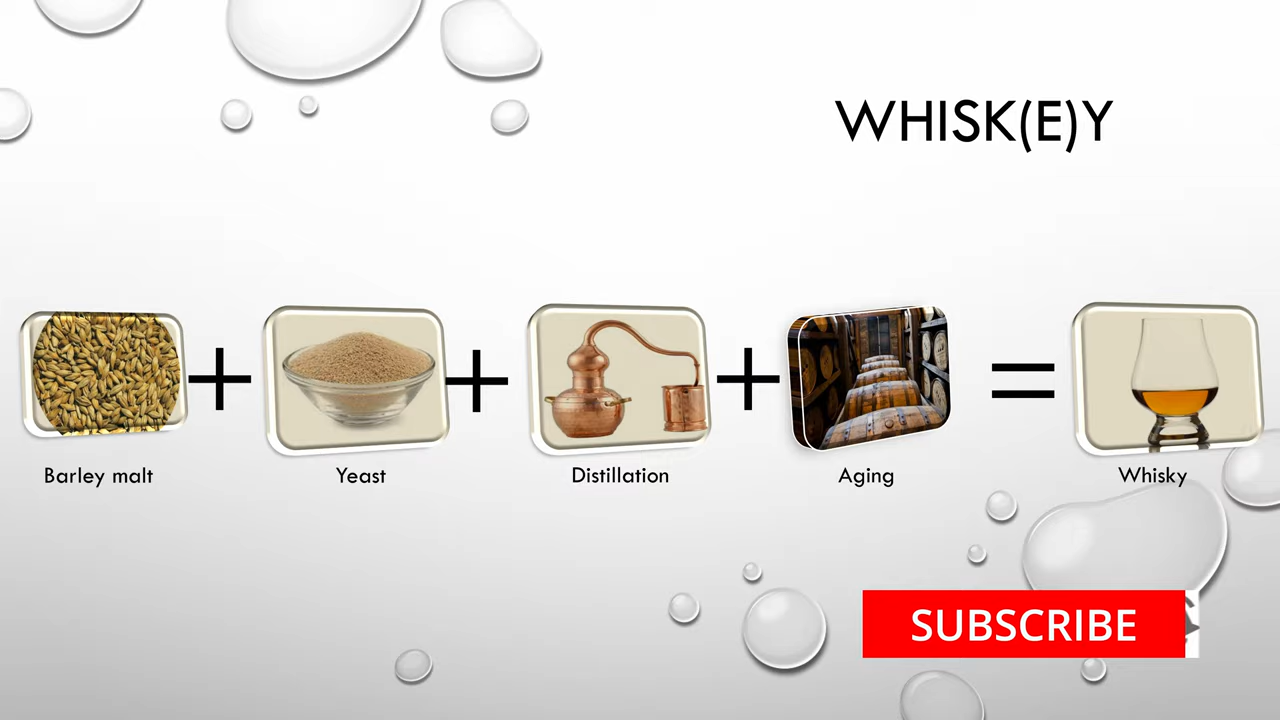 WHISK(E)Y
Barley malt
Yeast
Distillation
Aging
Whisky
SUBSCRIBE